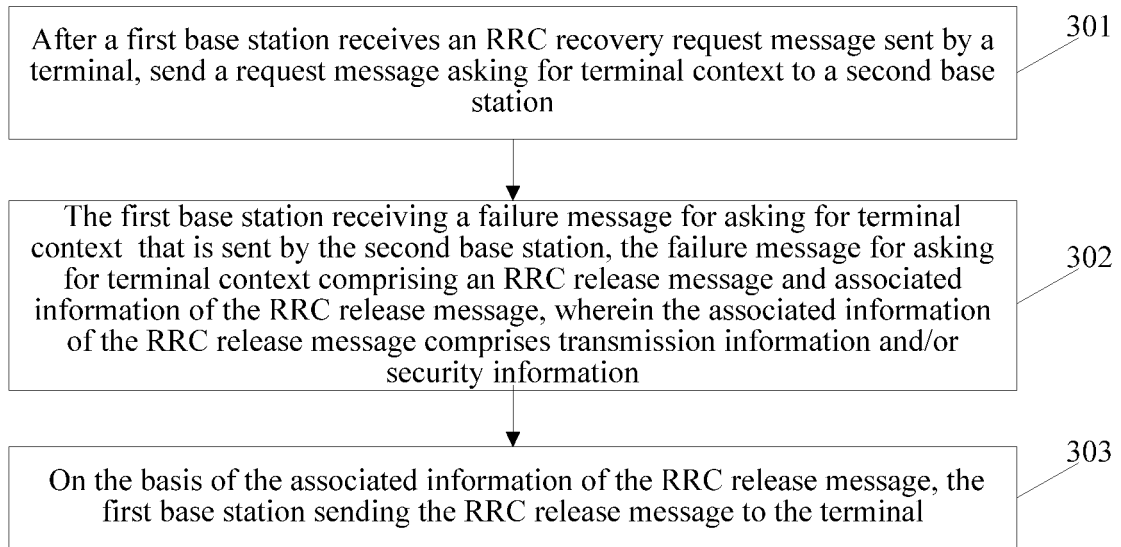 After a first base station receives an RRC recovery request message sent by a
terminal, send a request message asking for terminal context to a second base
station
301
The first base station receiving a failure message for asking for terminal
context that is sent by the second base station, the failure message for asking
for terminal context comprising an RRC release message and associated
information of the RRC release message, wherein the associated information
of the RRC release message comprises transmission information and/or
security information
302
On the basis of the associated information of the RRC release message, the
first base station sending the RRC release message to the terminal
303